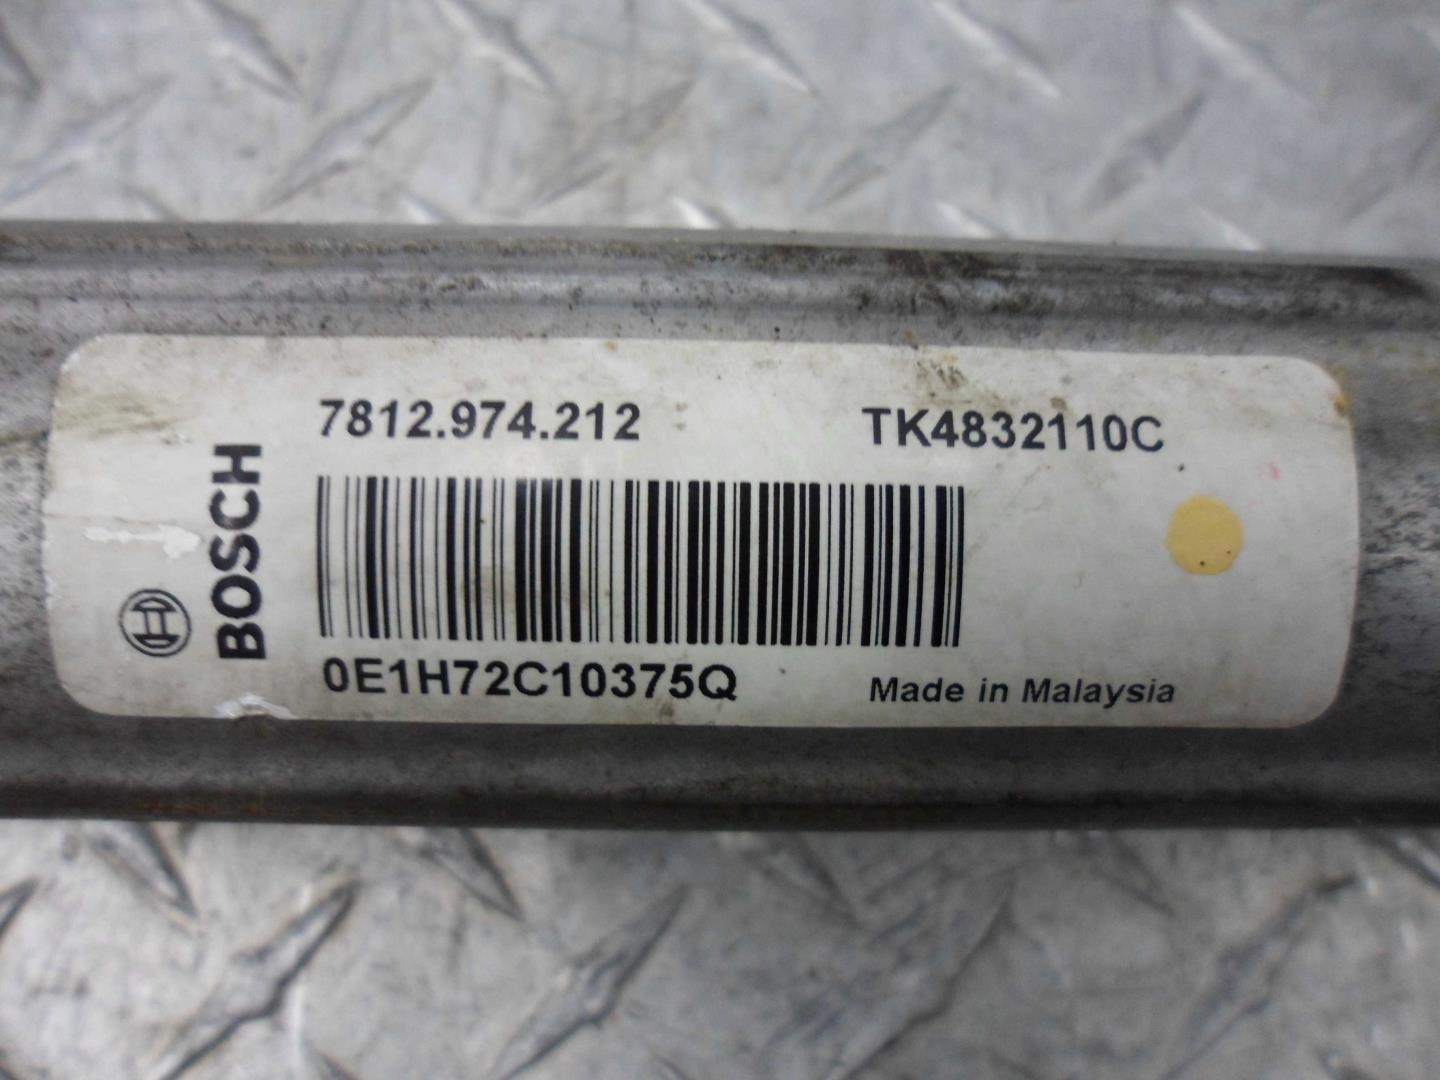 7812.974.212
TK4832110C
BOSCH
0E1H72C10375Q
Made in Malaysia